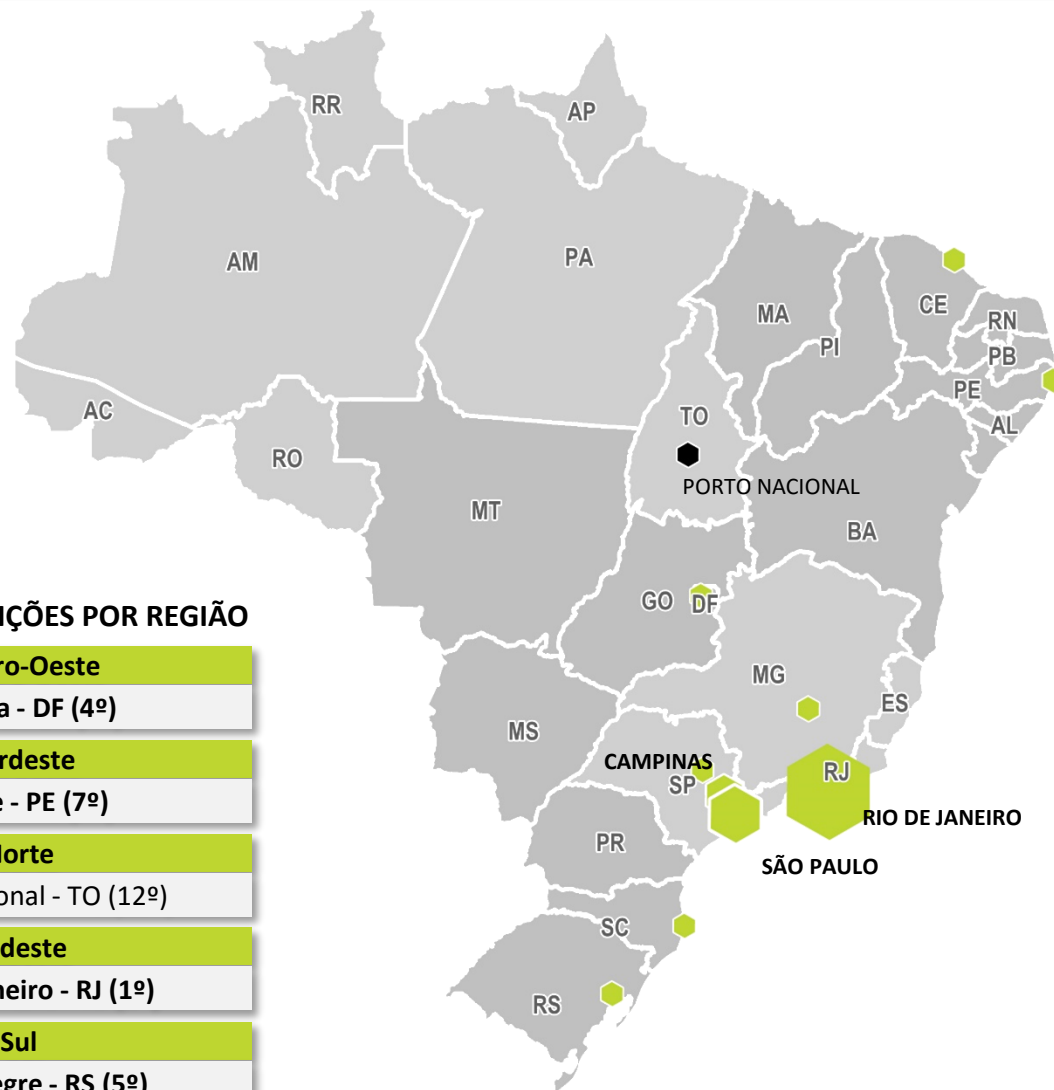 RR
AP
AM
PA
MA
CE
RN
PI
PB
PE
AC
TO
AL
RO
PORTO NACIONAL
MT
BA
GO
DF
IÇÕES POR REGIÃO
ro-Oeste
a - DF (4º)
MG
ES
MS
rdeste
CAMPINAS
SP
RJ
e - PE (7º)
RIO DE JANEIRO
PR
orte
SÃO PAULO
onal - TO (12º)
SC
deste
neiro - RJ (1º)
RS
Sul
egre - RS (5º)